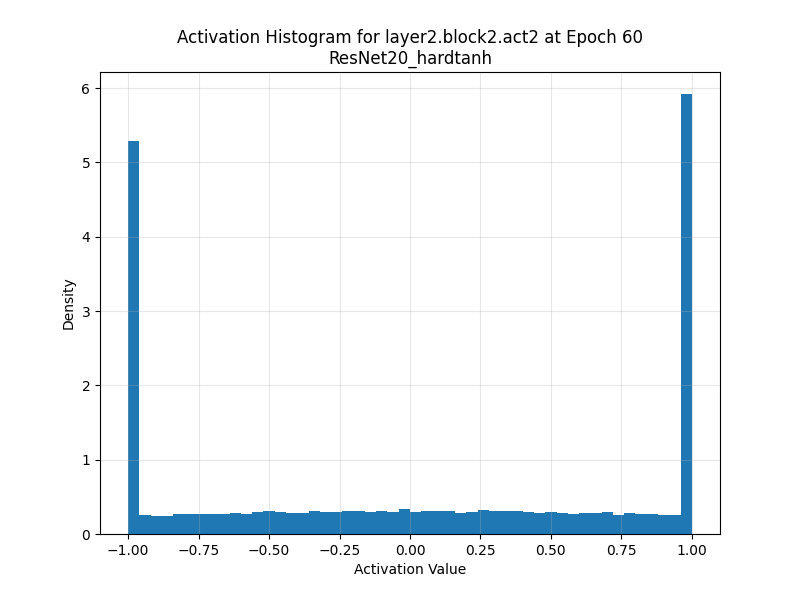 Activation Histogram for layer2.block2.act2 at Epoch 60
ResNet20_hardtanh
6
5
4
3
2
1
0
Density
−1.00 −0.75 −0.50 −0.25 0.00 0.25 0.50 0.75 1.00
Activation Value